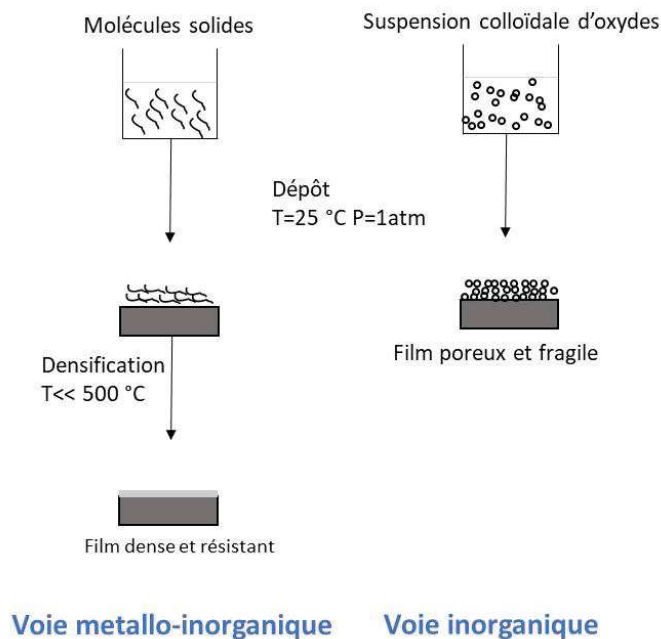 Molécules solides
Suspension colloïdale d'oxydes
Dépôt
T=25 °C P=1atm
Densification
T<< 500 °C
Film poreux et fragile
Film dense et résistant
Voie metallo-inorganique
Voie inorganique